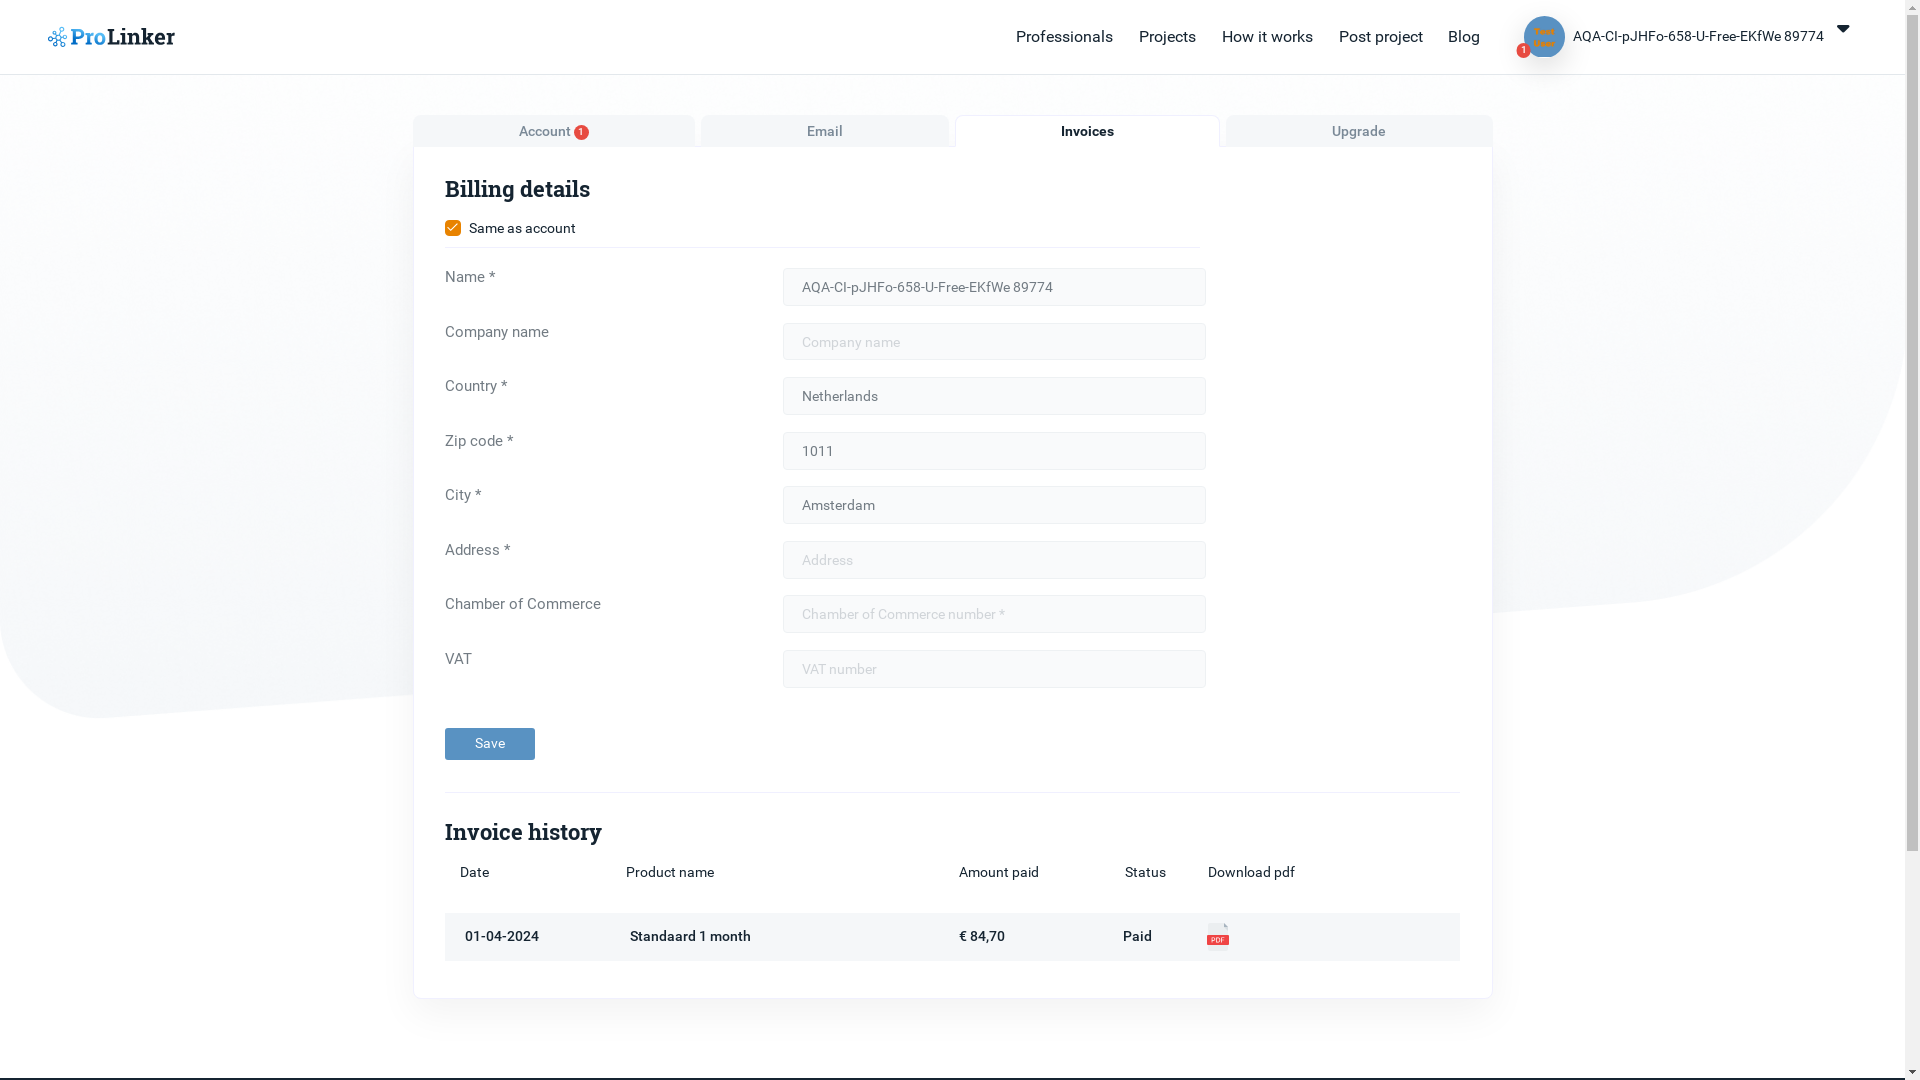 ProLinker
Professionals Projects How it works Post project Blog
Test
User
1
AQA-CI-pJHFo-658-U-Free-EKfWe 89774
Account 1 Email Invoices Upgrade
Billing details
Same as account
Name * AQA-CI-pJHFo-658-U-Free-EKfWe 89774
Company name Company name
Country * Netherlands
Zip code * 1011
City * Amsterdam
Address * Address
Chamber of Commerce Chamber of Commerce number *
VAT VAT number
Save
Invoice history
Date Product name Amount paid Status Download pdf
01-04-2024 Standaard 1 month € 84,70 Paid PDF